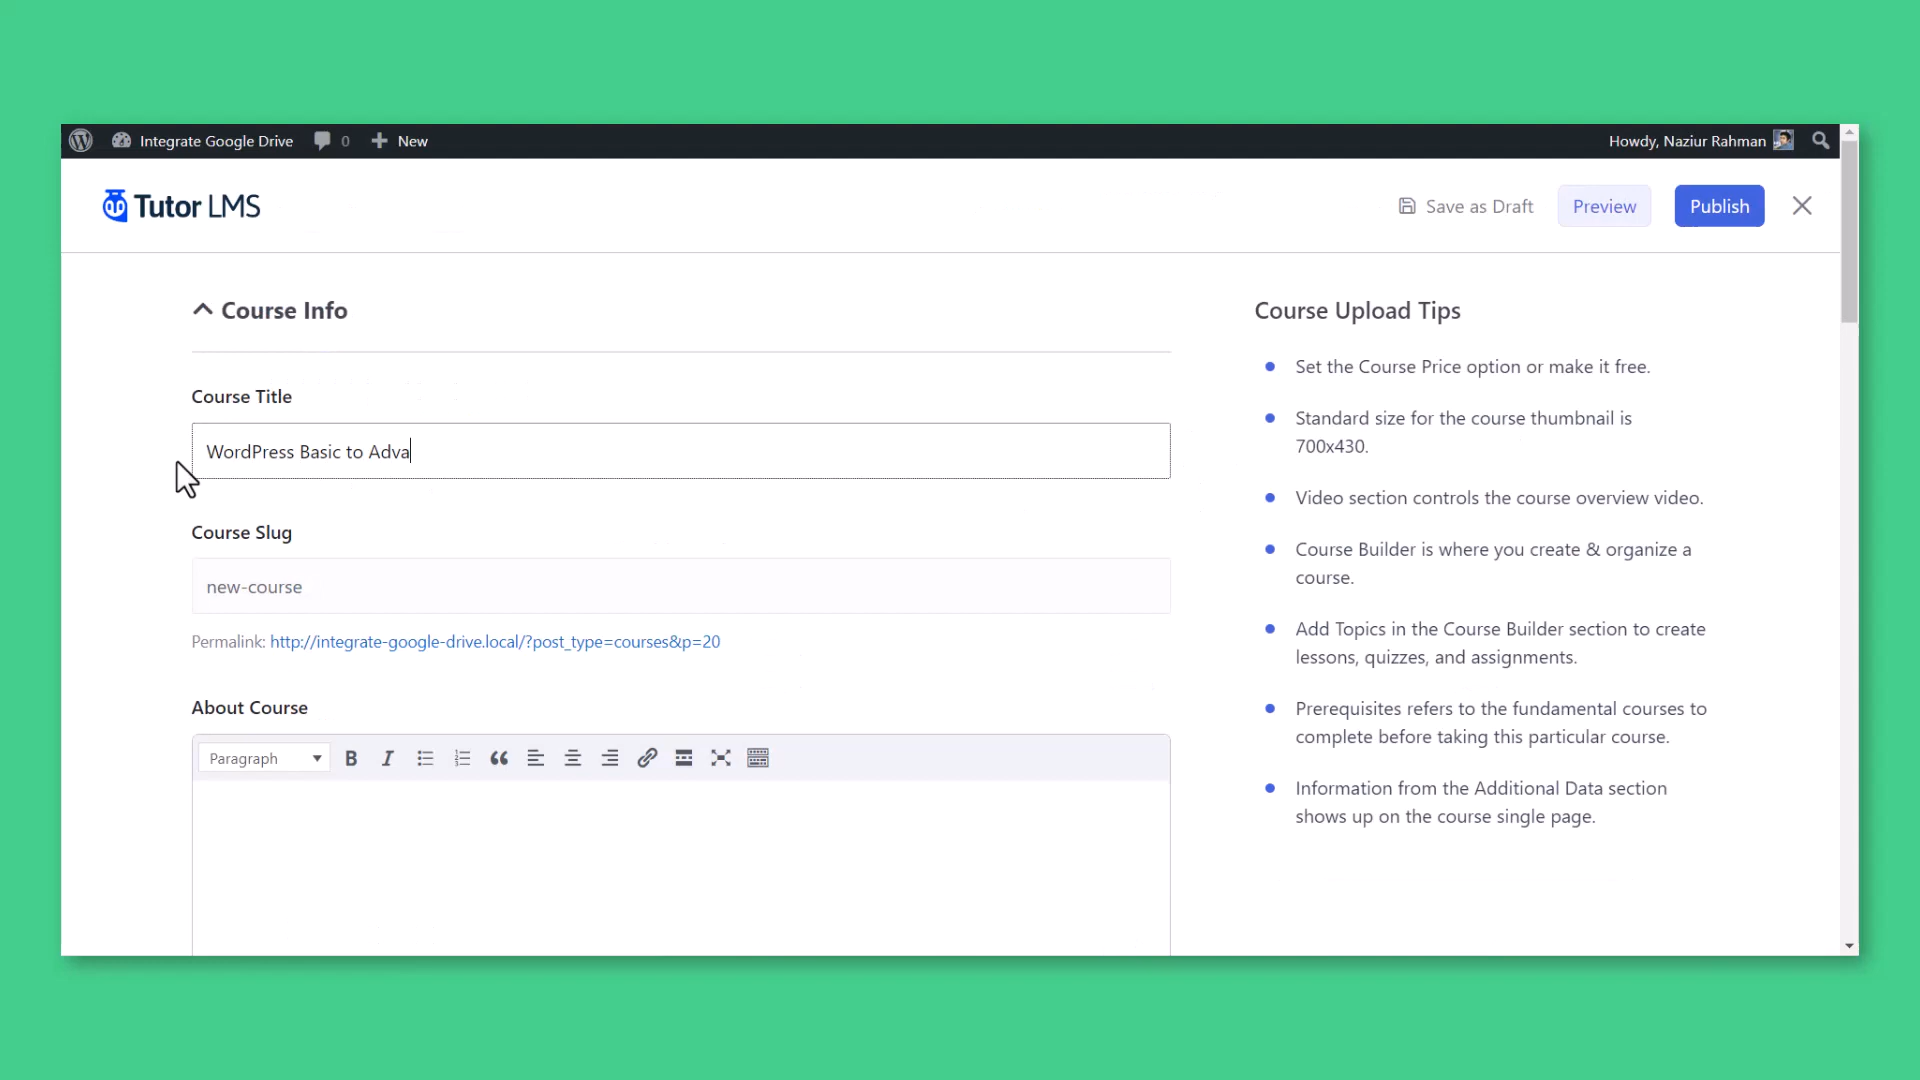 Integrate Google Drive 0 New Howdy, Naziur Rahman
Tutor LMS Save as Draft Preview Publish
Course Info
Course Title
WordPress Basic to Adva
Course Slug
new-course
Permalink: http://integrate-google-drive.local/?post_type=courses&p=20
About Course
Paragraph
Course Upload Tips
Set the Course Price option or make it free.
Standard size for the course thumbnail is
700x430.
Video section controls the course overview video.
Course Builder is where you create & organize a
course.
Add Topics in the Course Builder section to create
lessons, quizzes, and assignments.
Prerequisites refers to the fundamental courses to
complete before taking this particular course.
Information from the Additional Data section
shows up on the course single page.